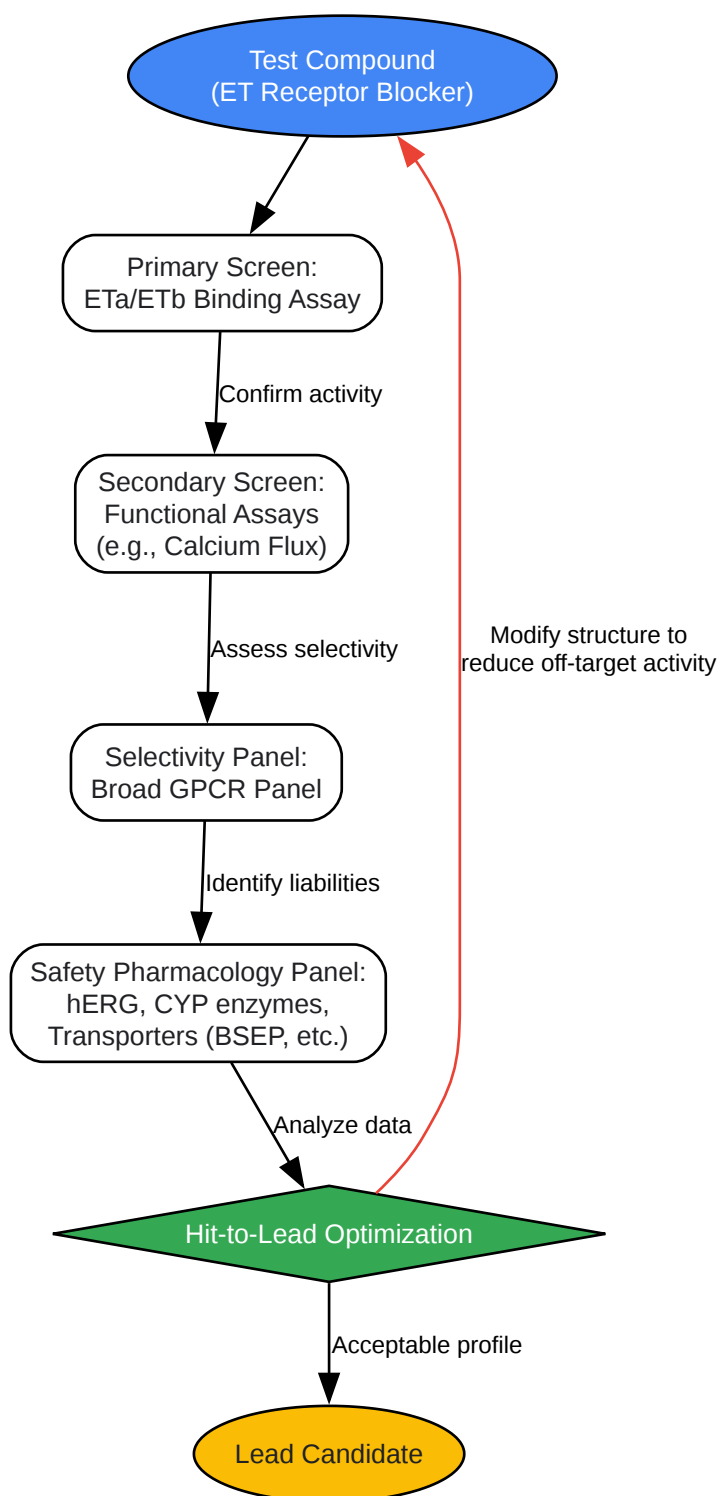 Test Compound
(ET Receptor Blocker)
Primary Screen:
ETa/ETb Binding Assay
Confirm activity
Secondary Screen:
Functional Assays
(e.g., Calcium Flux)
Modify structure to
reduce off-target activity
Assess selectivity
Selectivity Panel:
Broad GPCR Panel
Identify liabilities
Safety Pharmacology Panel:
hERG, CYP enzymes,
Transporters (BSEP, etc.)
Analyze data
Hit-to-Lead Optimization
Acceptable profile
Lead Candidate